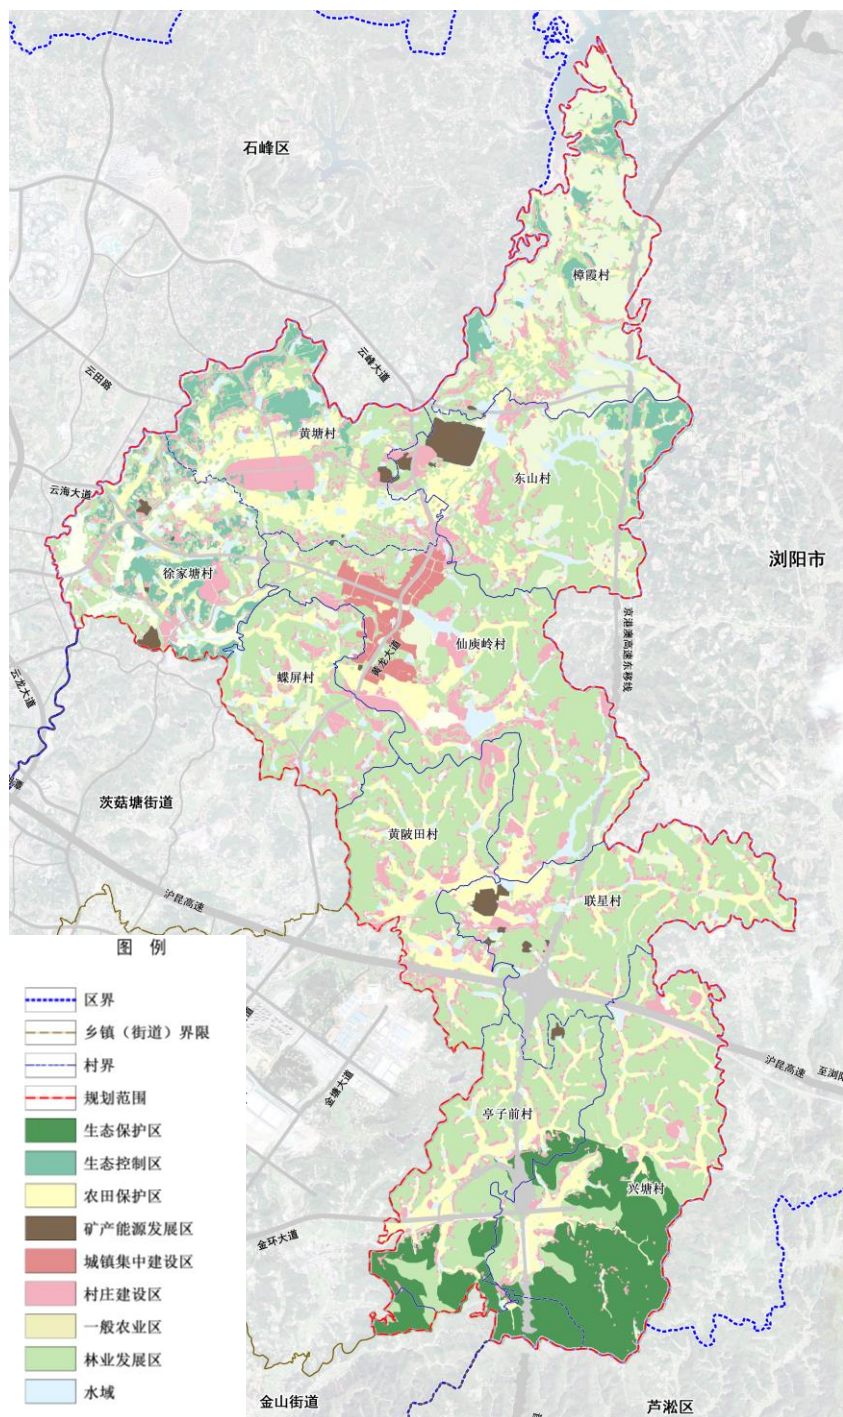 石峰区
樟霞村
云峰大道
云田路
黄塘村
东山村
云海大道
浏阳市
徐家塘村
京港澳高速东移线
仙庾岭村
黄龙大道
蝶屏村
云龙大道
茨菇塘街道
黄陂田村
沪昆高速
联星村
图 例
区界
乡镇（街道）界限
村界
规划范围
生态保护区
生态控制区
农田保护区
矿产能源发展区
城镇集中建设区
村庄建设区
一般农业区
林业发展区
水域
沪昆高速 至浏阳
金塘大道
亭子前村
兴塘村
金环大道
金山街道
芦淞区